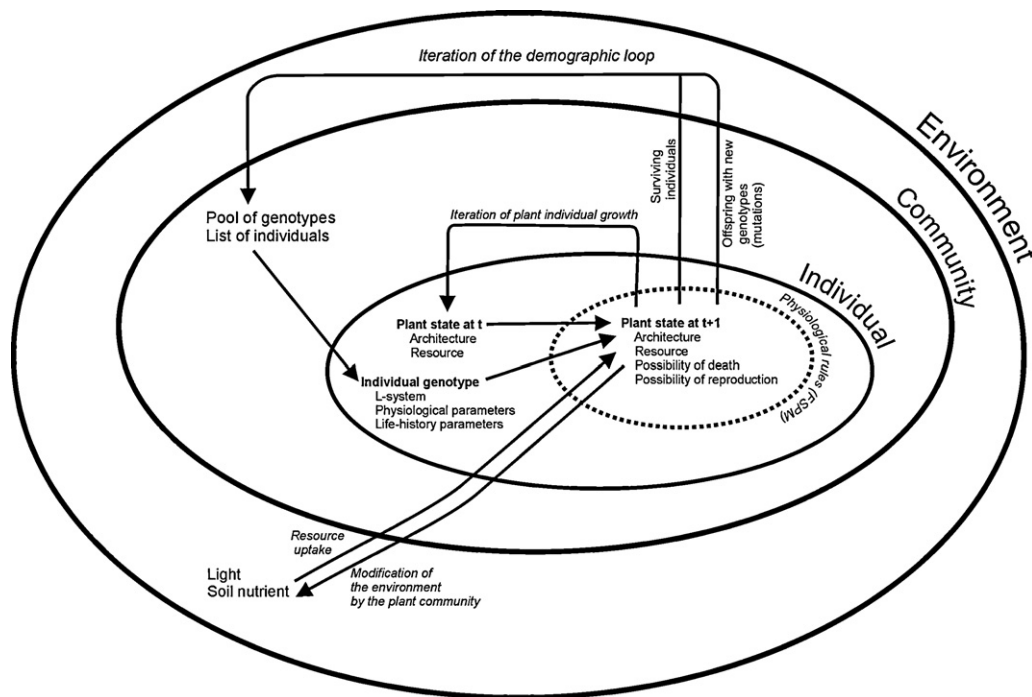 Iteration of the demographic loop
Environment
Community
Individual
Surviving
individuals
Offspring with new
genotypes
(mutations)
Pool of genotypes
List of individuals
Iteration of plant individual growth
Plant state at t
Architecture
Resource
Plant state at t+1
Architecture
Resource
Possibility of death
Possibility of reproduction
Physiological rules (FSPM)
Individual genotype
L-system
Physiological parameters
Life-history parameters
Resource
uptake
Light
Soil nutrient
Modification of
the environment
by the plant community